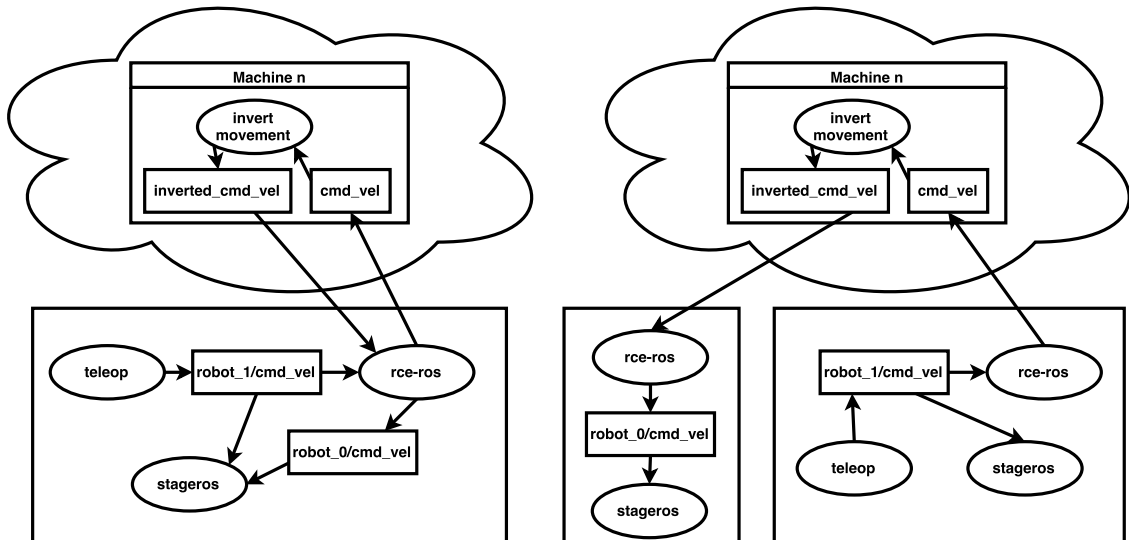 Machine n
invert
movement
inverted_cmd_vel
cmd_vel
teleop
robot_1/cmd_vel
rce-ros
robot_0/cmd_vel
stageros
Machine n
invert
movement
inverted_cmd_vel
cmd_vel
rce-ros
robot_0/cmd_vel
stageros
robot_1/cmd_vel
rce-ros
teleop
stageros